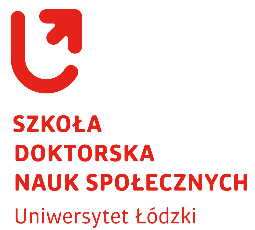 SZKOŁA
DOKTORSKA
NAUK SPOŁECZNYCH
Uniwersytet Łódzki